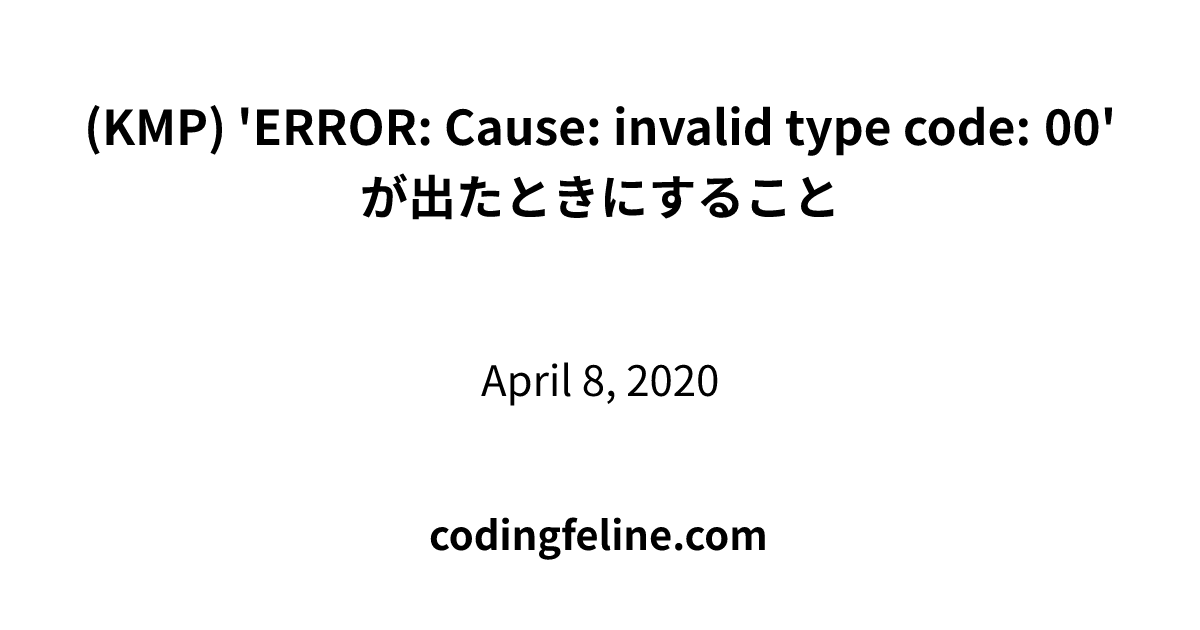 (KMP) 'ERROR: Cause: invalid type code: 00'
が出たときにすること
April 8, 2020
codingfeline.com